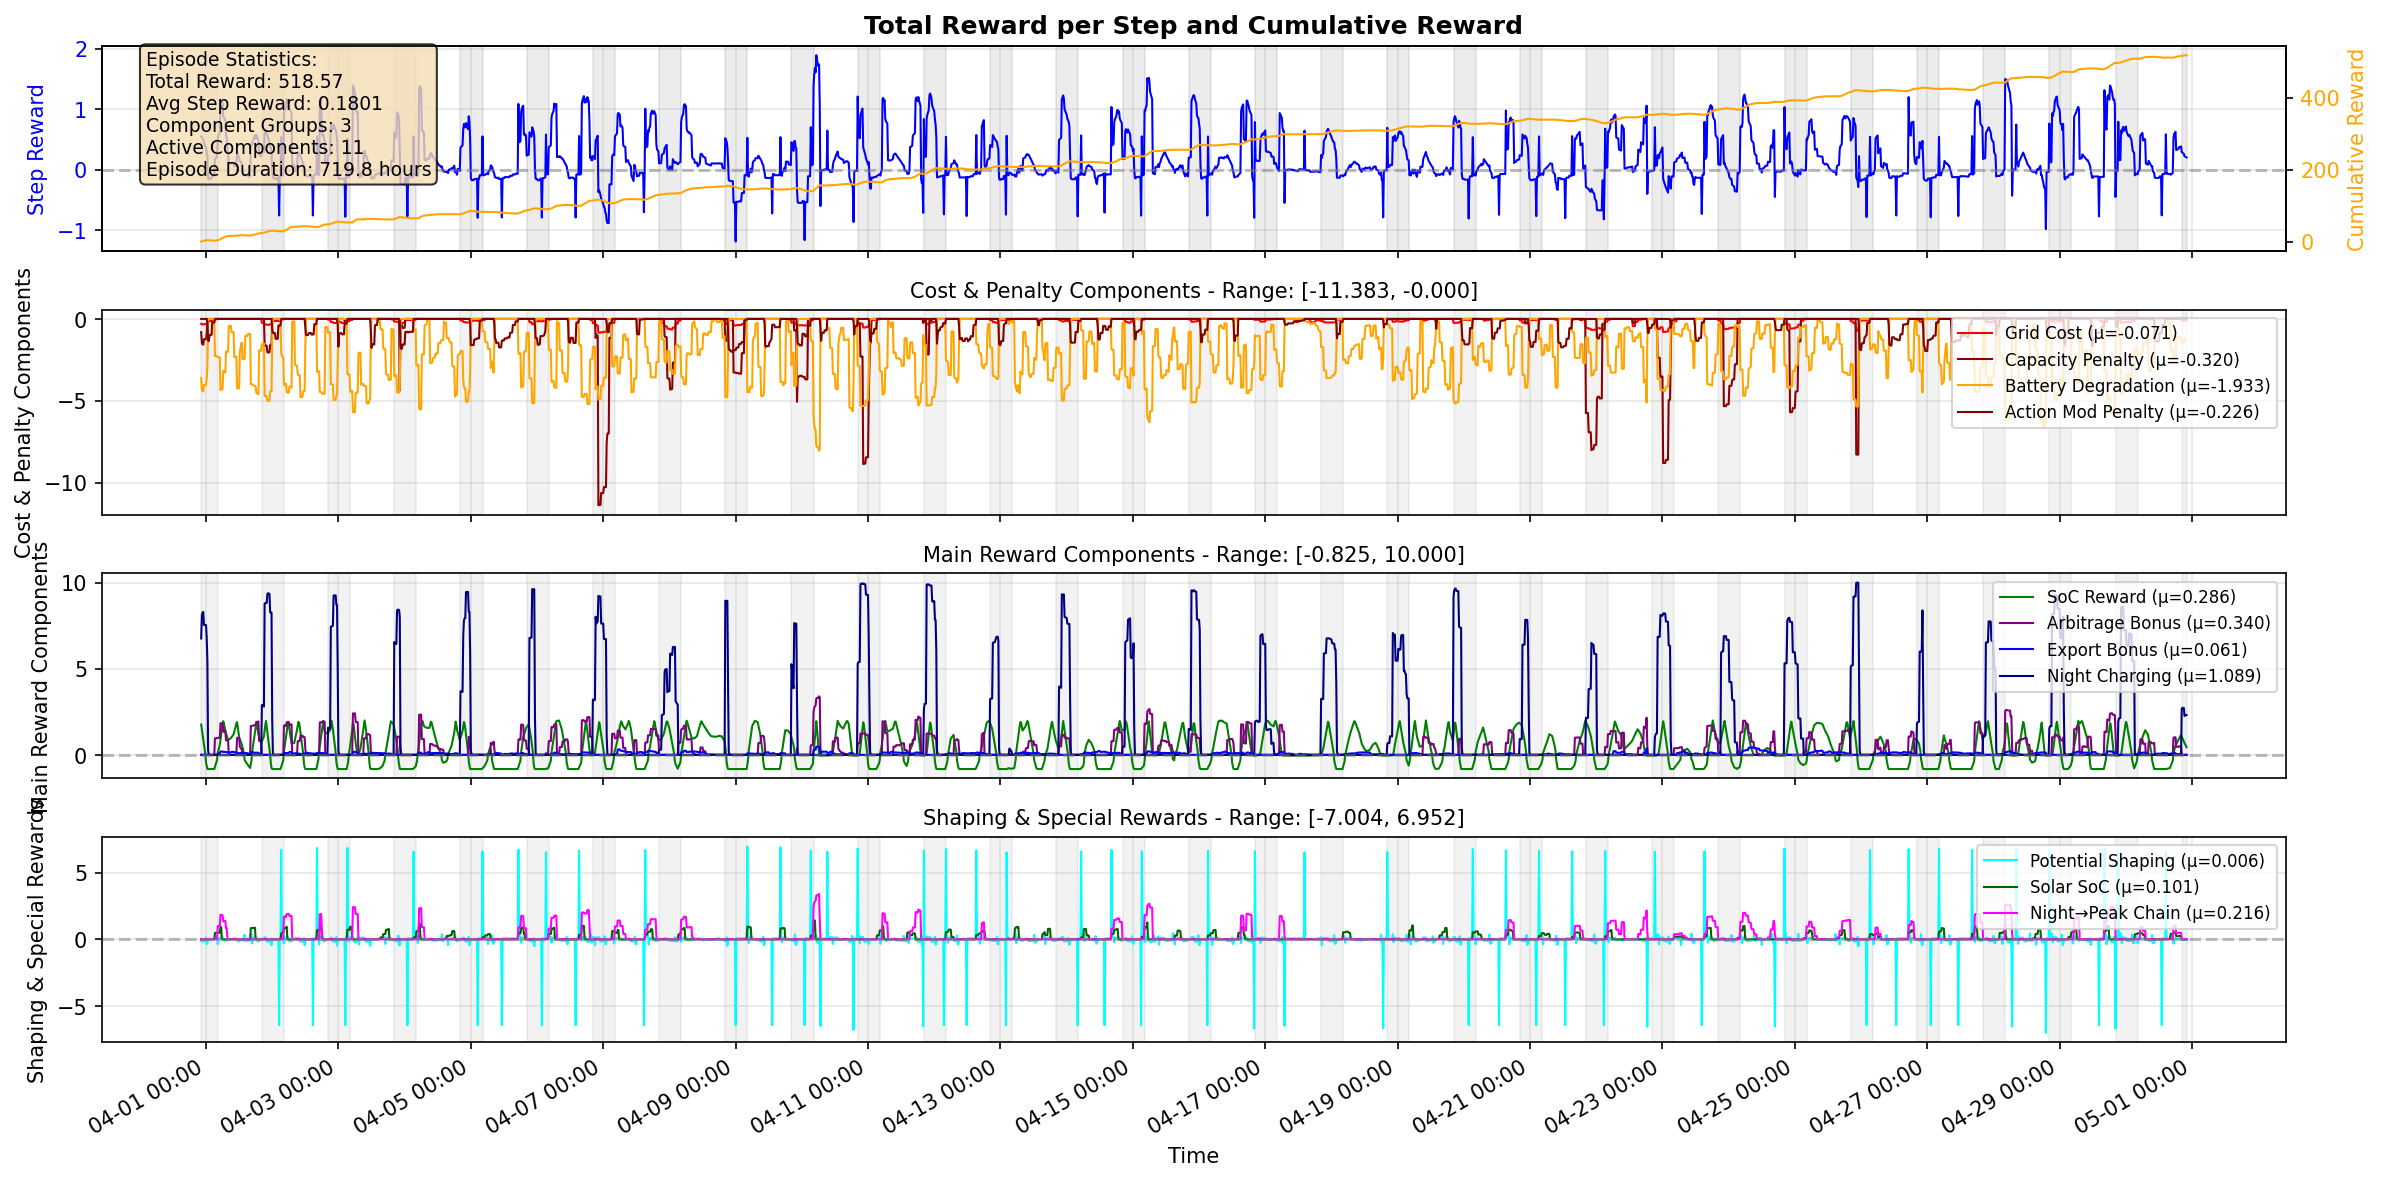 Total Reward per Step and Cumulative Reward
Episode Statistics:
Total Reward: 518.57
Avg Step Reward: 0.1801
Component Groups: 3
Active Components: 11
Episode Duration: 719.8 hours
Step Reward
2
1
0
−1
Cumulative Reward
400
200
0
Cost & Penalty Components - Range: [-11.383, -0.000]
Cost & Penalty Components
0
−5
−10
Grid Cost (μ=-0.071)
Capacity Penalty (μ=-0.320)
Battery Degradation (μ=-1.933)
Action Mod Penalty (μ=-0.226)
Main Reward Components - Range: [-0.825, 10.000]
Main Reward Components
10
5
0
SoC Reward (μ=0.286)
Arbitrage Bonus (μ=0.340)
Export Bonus (μ=0.061)
Night Charging (μ=1.089)
Shaping & Special Rewards - Range: [-7.004, 6.952]
Shaping & Special Rewards
5
0
−5
Potential Shaping (μ=0.006)
Solar SoC (μ=0.101)
Night→Peak Chain (μ=0.216)
04-01 00:00
04-03 00:00
04-05 00:00
04-07 00:00
04-09 00:00
04-11 00:00
04-13 00:00
04-15 00:00
04-17 00:00
04-19 00:00
04-21 00:00
04-23 00:00
04-25 00:00
04-27 00:00
04-29 00:00
05-01 00:00
Time